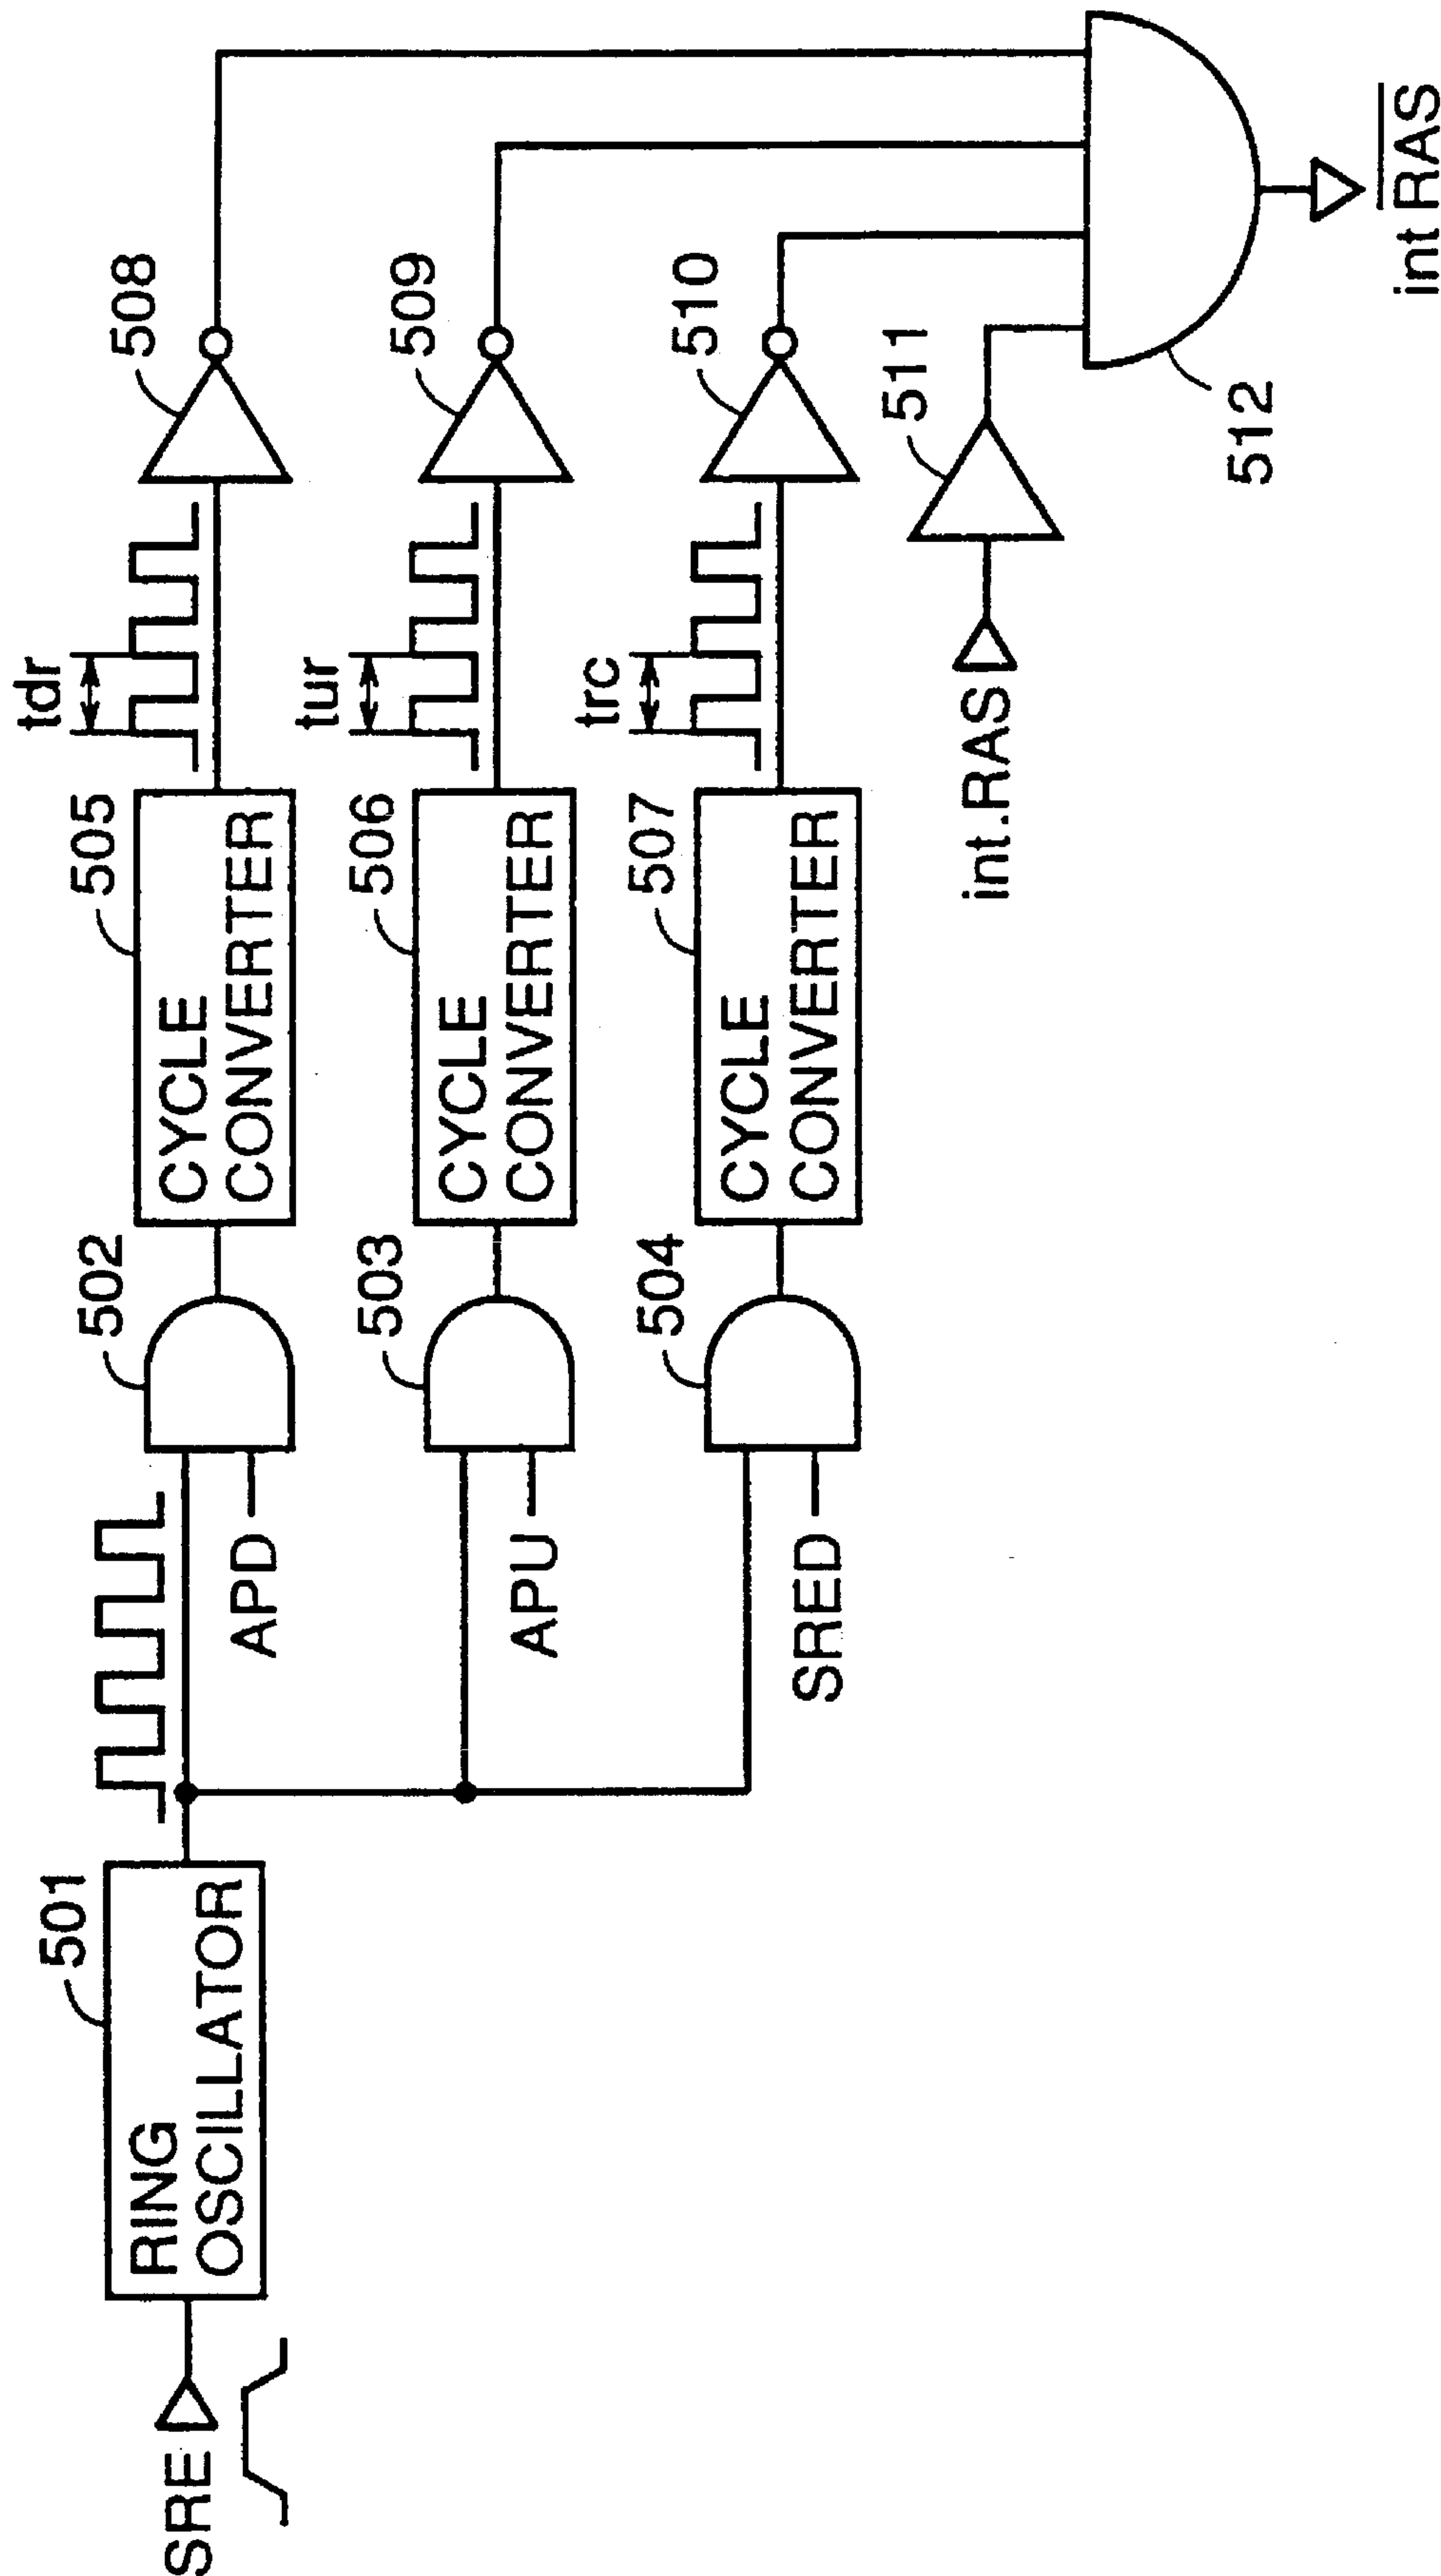 SRE
501
RING
OSCILLATOR
APD
APU
SRED
502
503
504
505
CYCLE
CONVERTER
506
CYCLE
CONVERTER
507
CYCLE
CONVERTER
tdr
tur
trc
508
509
510
int.RAS
511
512
int R̅A̅S̅